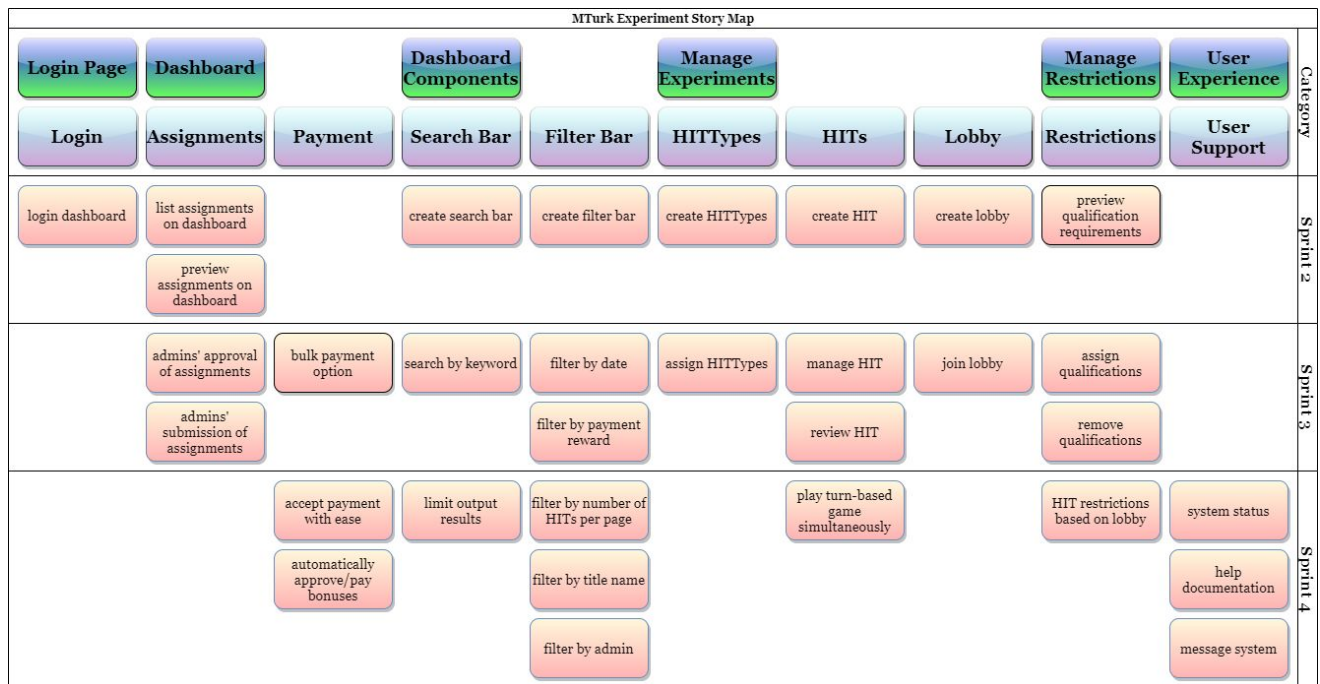 MTurk Experiment Story Map
Login Page
Dashboard
Dashboard
Components
Manage
Experiments
Manage
Restrictions
User
Experience
Category
Login
Assignments
Payment
Search Bar
Filter Bar
HITTypes
HITs
Lobby
Restrictions
User
Support
login dashboard
list assignments
on dashboard
create search bar
create filter bar
create HITTypes
create HIT
create lobby
preview
qualification
requirements
Sprint 2
preview
assignments on
dashboard
admins' approval
of assignments
bulk payment
option
search by keyword
filter by date
assign HITTypes
manage HIT
join lobby
assign
qualifications
Sprint 3
admins'
submission of
assignments
filter by payment
reward
review HIT
remove
qualifications
accept payment
with ease
limit output
results
filter by number of
HITs per page
play turn-based
game
simultaneously
HIT restrictions
based on lobby
system status
Sprint 4
automatically
approve/pay
bonuses
filter by title name
help
documentation
filter by admin
message system